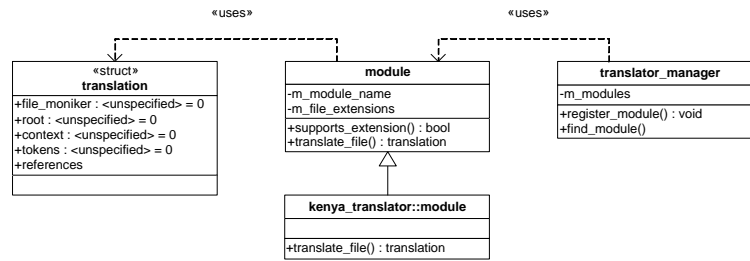 «uses»
«uses»
«struct»
translation
+file_moniker : <unspecified> = 0
+root : <unspecified> = 0
+context : <unspecified> = 0
+tokens : <unspecified> = 0
+references
module
-m_module_name
-m_file_extensions
+supports_extension() : bool
+translate_file() : translation
translator_manager
-m_modules
+register_module() : void
+find_module()
kenya_translator::module
+translate_file() : translation